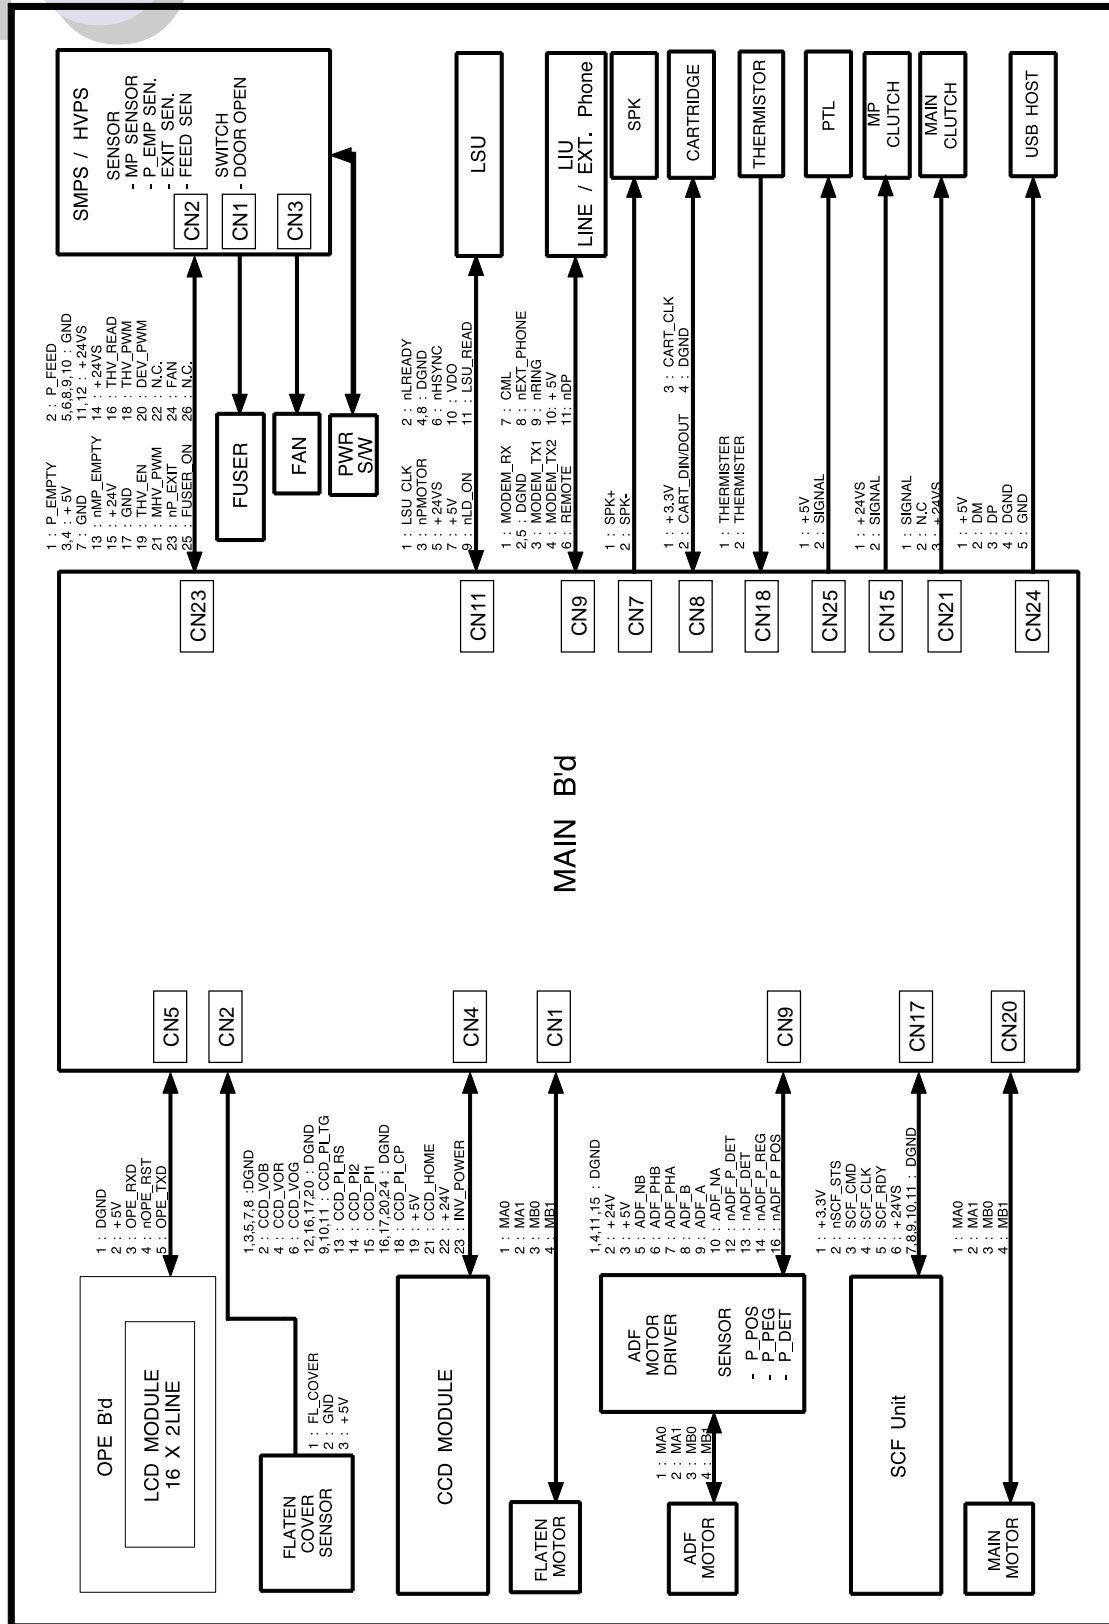 OPE B'd
LCD MODULE
16 X 2LINE
1 : DGND
2 : +5V
3 : OPE_RXD
4 : nOPE_RST
5 : OPE_TXD
CN5
FLATEN
COVER
SENSOR
1 : FL_COVER
2 : GND
3 : +5V
CN2
CCD MODULE
1,3,5,7,8 :DGND
2 : CCD_VOB
4 : CCD_VOR
6 : CCD_VOG
12,16,17,20 : DGND
9,10,11 : CCD_PI_TG
13 : CCD_PI_RS
14 : CCD_PI2
15 : CCD_PI1
16,17,20,24 : DGND
18 : CCD_PI_CP
19 : +5V
21 : CCD_HOME
22 : +24V
23 : INV_POWER
CN4
FLATEN
MOTOR
1 : MA0
2 : MA1
3 : MB0
4 : MB1
CN1
ADF
MOTOR
1 : MA0
2 : MA1
3 : MB0
4 : MB1
ADF
MOTOR
DRIVER
SENSOR
- P_POS
- P_PEG
- P_DET
1,4,11,15 : DGND
2 : +24V
3 : +5V
5 : ADF_NB
6 : ADF_PHB
7 : ADF_PHA
8 : ADF_B
9 : ADF_A
10 : ADF_NA
12 : nADF_P_DET
13 : nADF_DET
14 : nADF_P_REG
16 : nADF_P_POS
CN9
SCF Unit
1 : +3.3V
2 : nSCF_STS
3 : SCF_CMD
4 : SCF_CLK
5 : SCF_RDY
6 : +24VS
7,8,9,10,11 : DGND
CN17
MAIN
MOTOR
1 : MA0
2 : MA1
3 : MB0
4 : MB1
CN20
MAIN B'd
CN23
1 : P_EMPTY
3,4 : +5V
7 : GND
13 : nMP_EMPTY
15 : +24V
17 : GND
19 : THV_EN
21 : MHV_PWM
23 : nP_EXIT
25 : FUSER_ON
2 : P_FEED
5,6,8,9,10 : GND
11,12 : +24VS
14 : +24VS
16 : THV_READ
18 : THV_PWM
20 : DEV_PWM
22 : N.C.
24 : FAN
26 : N.C.
SMPS / HVPS
SENSOR
- MP SENSOR
- P_EMP SEN.
- EXIT SEN.
- FEED SEN
SWITCH
- DOOR OPEN
CN2
CN1
CN3
FUSER
FAN
PWR
S/W
CN11
1 : LSU CLK
3 : nPMOTOR
5 : +24VS
7 : +5V
9 : nLD_ON
2 : nLREADY
4,8 : DGND
6 : nHSYNC
10 : VDO
11 : LSU_READ
LSU
CN9
1 : MODEM_RX
2,5 : DGND
3 : MODEM_TX1
4 : MODEM_TX2
6 : REMOTE
7 : CML
8 : nEXT_PHONE
9 : nRING
10: +5V
11: nDP
LIU
LINE / EXT. Phone
CN7
1 : SPK+
2 : SPK-
SPK
CN8
1 : +3.3V
2 : CART_DIN/DOUT
3 : CART_CLK
4 : DGND
CARTRIDGE
CN18
1 : THERMISTER
2 : THERMISTER
THERMISTOR
CN25
1 : +5V
2 : SIGNAL
PTL
CN15
1 : +24VS
2 : SIGNAL
MP
CLUTCH
CN21
1 : SIGNAL
2 : N.C
3 : +24VS
MAIN
CLUTCH
CN24
1 : +5V
2 : DM
3 : DP
4 : DGND
5 : GND
USB HOST